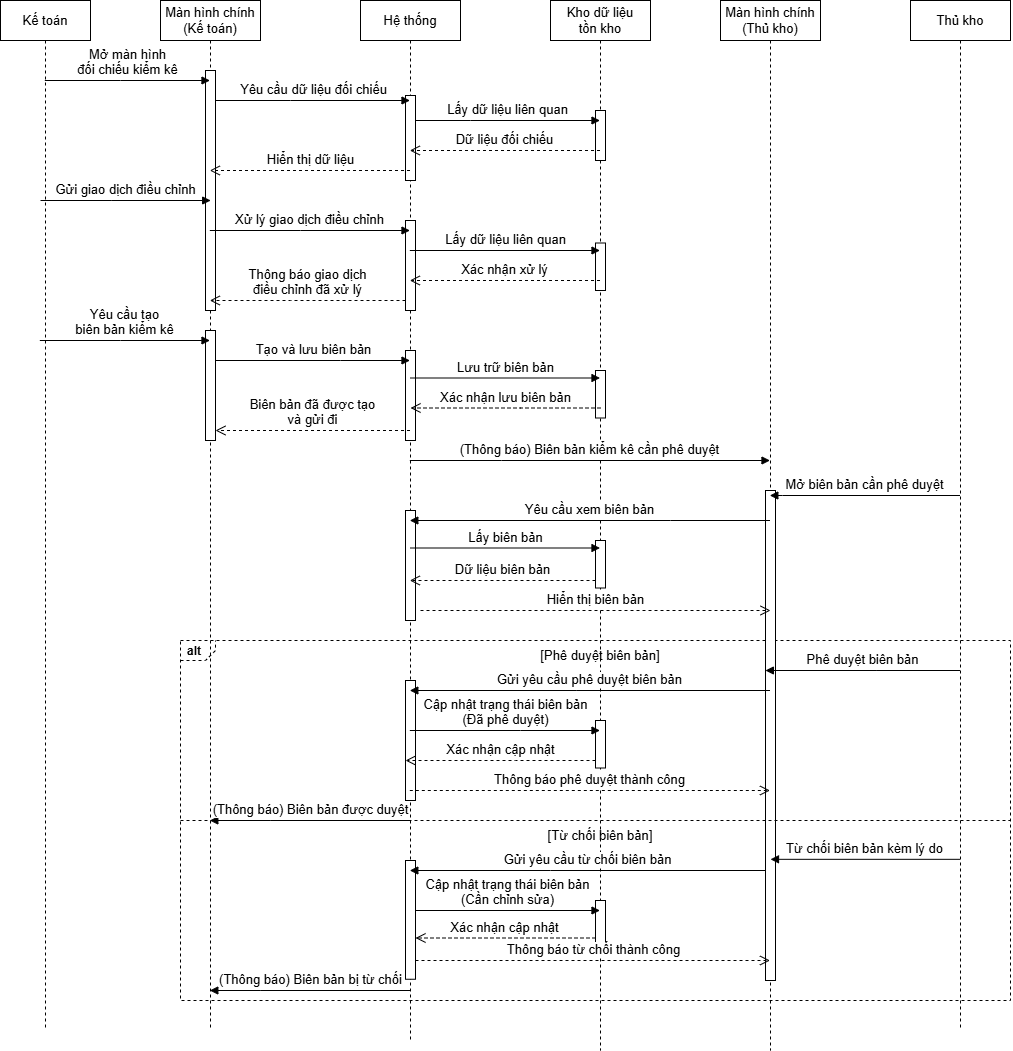 Kế toán
Màn hình chính
(Kế toán)
Hệ thống
Kho dữ liệu
tồn kho
Màn hình chính
(Thủ kho)
Thủ kho
Mở màn hình
đối chiếu kiểm kê
Yêu cầu dữ liệu đối chiếu
Lấy dữ liệu liên quan
Dữ liệu đối chiếu
Hiển thị dữ liệu
Gửi giao dịch điều chỉnh
Xử lý giao dịch điều chỉnh
Lấy dữ liệu liên quan
Xác nhận xử lý
Thông báo giao dịch
điều chỉnh đã xử lý
Yêu cầu tạo
biên bản kiểm kê
Tạo và lưu biên bản
Lưu trữ biên bản
Xác nhận lưu biên bản
Biên bản đã được tạo
và gửi đi
(Thông báo) Biên bản kiểm kê cần phê duyệt
Mở biên bản cần phê duyệt
Yêu cầu xem biên bản
Lấy biên bản
Dữ liệu biên bản
Hiển thị biên bản
alt
[Phê duyệt biên bản]
Phê duyệt biên bản
Gửi yêu cầu phê duyệt biên bản
Cập nhật trạng thái biên bản
(Đã phê duyệt)
Xác nhận cập nhật
Thông báo phê duyệt thành công
(Thông báo) Biên bản được duyệt
[Từ chối biên bản]
Từ chối biên bản kèm lý do
Gửi yêu cầu từ chối biên bản
Cập nhật trạng thái biên bản
(Cần chỉnh sửa)
Xác nhận cập nhật
Thông báo từ chối thành công
(Thông báo) Biên bản bị từ chối